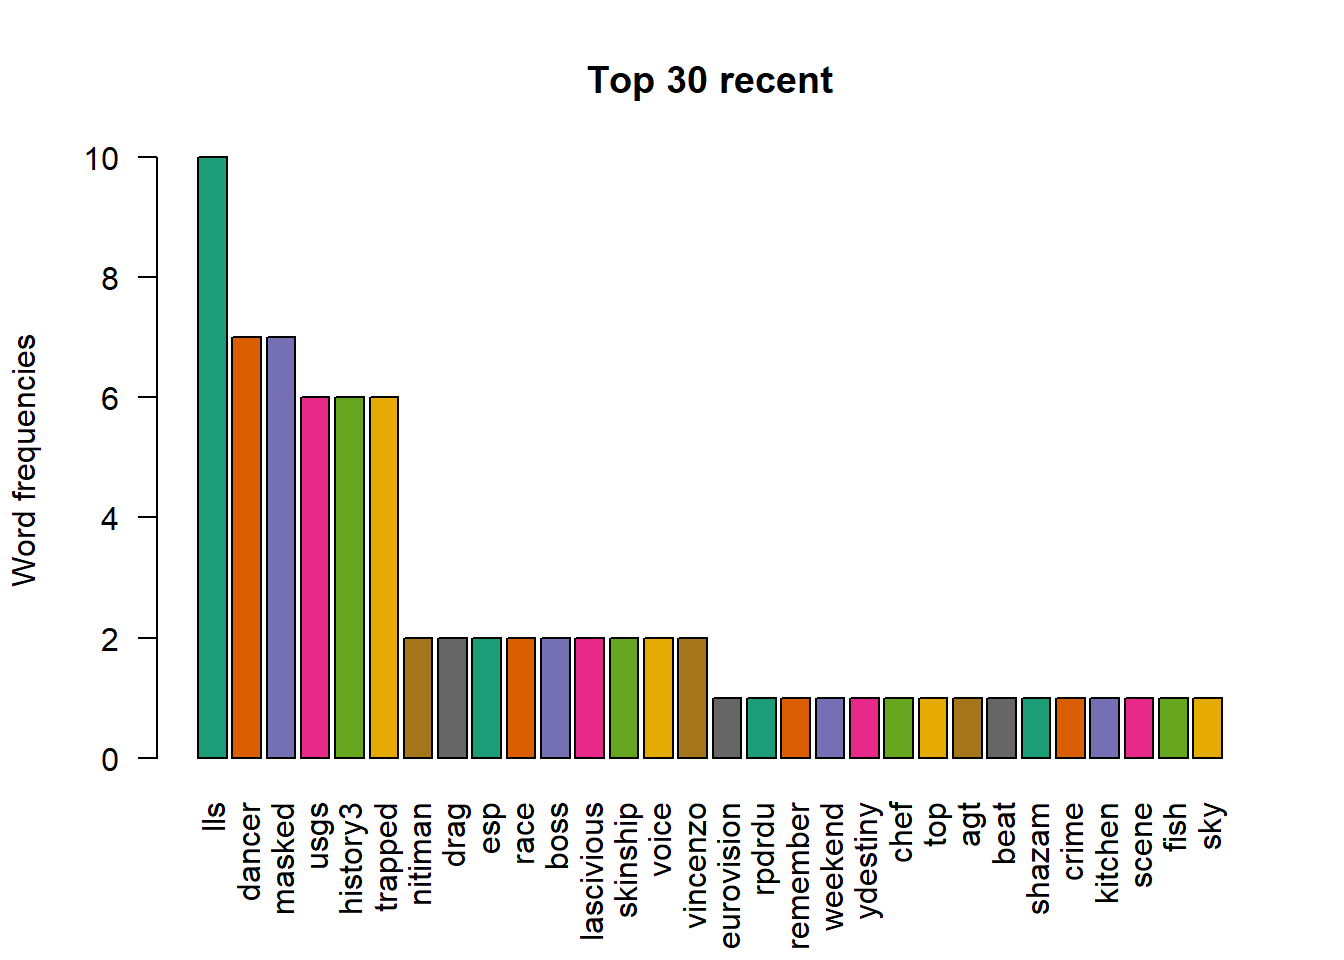 Top 30 recent
Word frequencies
10
8
6
4
2
0
lls
dancer
masked
usgs
history3
trapped
nitiman
drag
esp
race
boss
lascivious
skinship
voice
vincenzo
eurovision
rpdrdu
remember
weekend
ydestiny
chef
top
agt
beat
shazam
crime
kitchen
scene
fish
sky